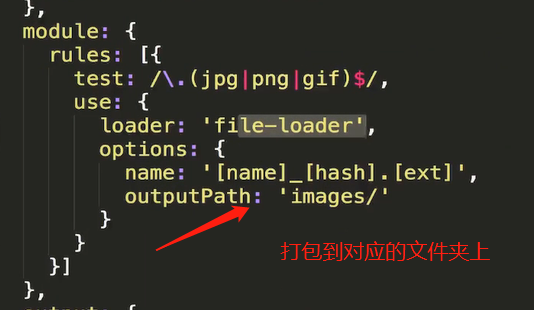 },
module: {
rules: [{
test: /\.(jpg|png|gif)$/,
use: {
loader: 'file-loader',
options: {
name: '[name]_[hash].[ext]',
outputPath: 'images/'
}
}
}]
},
打包到对应的文件夹上